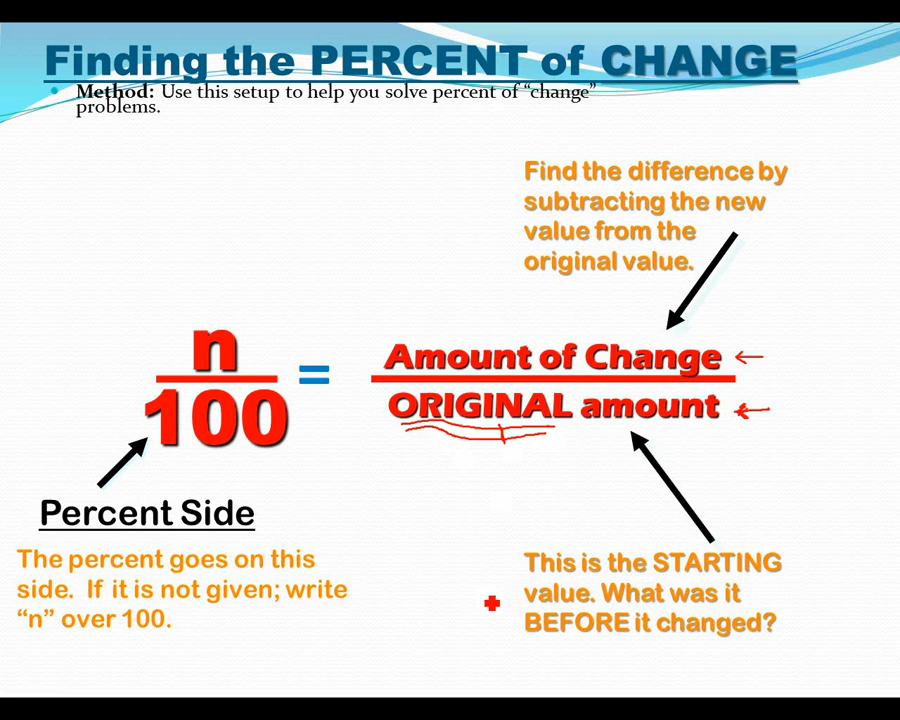 Finding the PERCENT of CHANGE
• Method: Use this setup to help you solve percent of “change”
problems.
Find the difference by
subtracting the new
value from the
original value.
n
100
=
Amount of Change
ORIGINAL amount
Percent Side
The percent goes on this
side. If it is not given; write
“n” over 100.
This is the STARTING
value. What was it
BEFORE it changed?